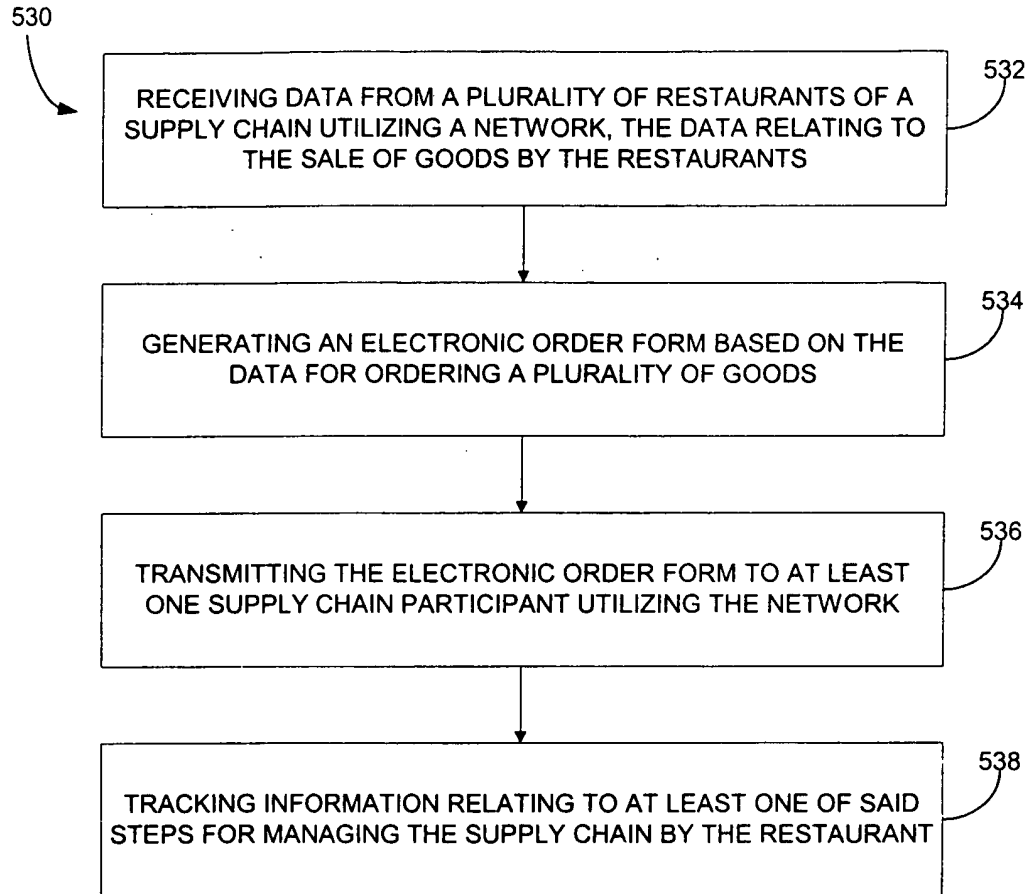 530
532
RECEIVING DATA FROM A PLURALITY OF RESTAURANTS OF A
SUPPLY CHAIN UTILIZING A NETWORK, THE DATA RELATING TO
THE SALE OF GOODS BY THE RESTAURANTS
534
GENERATING AN ELECTRONIC ORDER FORM BASED ON THE
DATA FOR ORDERING A PLURALITY OF GOODS
536
TRANSMITTING THE ELECTRONIC ORDER FORM TO AT LEAST
ONE SUPPLY CHAIN PARTICIPANT UTILIZING THE NETWORK
538
TRACKING INFORMATION RELATING TO AT LEAST ONE OF SAID
STEPS FOR MANAGING THE SUPPLY CHAIN BY THE RESTAURANT